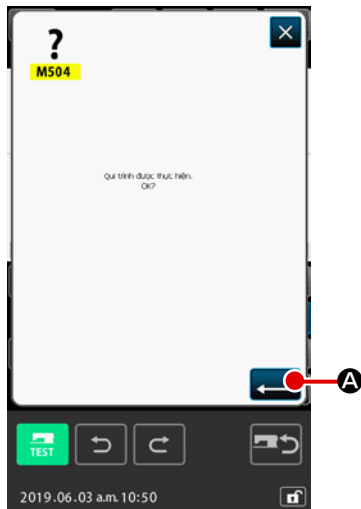 ?
M504
Qui trình được thực hiện.
OK?
A
TEST
2019.06.03 a.m. 10:50